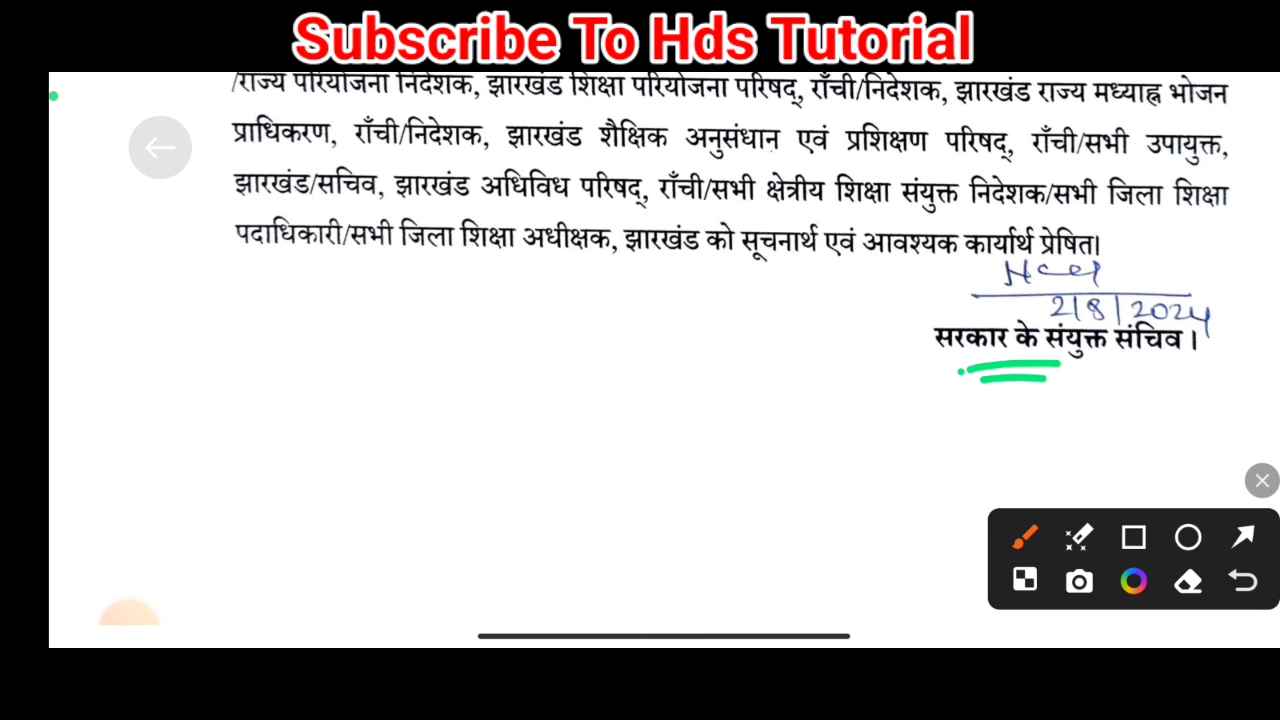 Subscribe To Hds Tutorial
/राज्य परियोजना निदेशक, झारखंड शिक्षा परियोजना परिषद्, राँची/निदेशक, झारखंड राज्य मध्याह्न भोजन
प्राधिकरण, राँची/निदेशक, झारखंड शैक्षिक अनुसंधान एवं प्रशिक्षण परिषद्, राँची/सभी उपायुक्त,
झारखंड/सचिव, झारखंड अधिविध परिषद्, राँची/सभी क्षेत्रीय शिक्षा संयुक्त निदेशक/सभी जिला शिक्षा
पदाधिकारी/सभी जिला शिक्षा अधीक्षक, झारखंड को सूचनार्थ एवं आवश्यक कार्यार्थ प्रेषित।
2/8/2024
सरकार के संयुक्त संचिव।